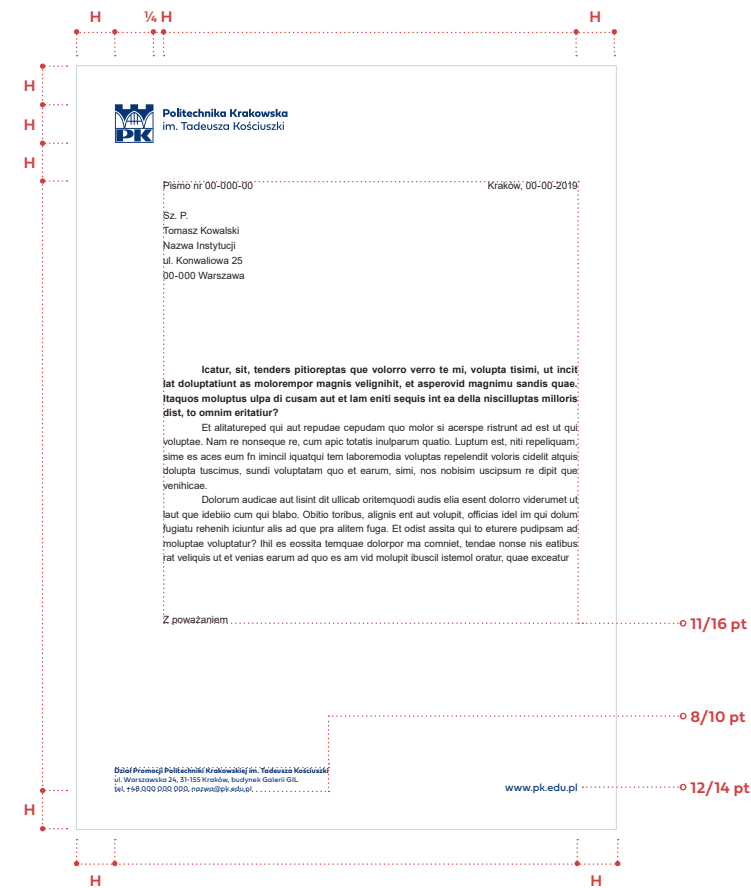 H ¼ H H
H
H
H
Politechnika Krakowska
im. Tadeusza Kościuszki
PK
Pismo nr 00-000-00 Kraków, 00-00-2019
Sz. P.
Tomasz Kowalski
Nazwa Instytucji
ul. Konwaliowa 25
00-000 Warszawa
Icatur, sit, tenders pitioreptas que volorro verro te mi, volupta tisimi, ut incit
lat doluptatiunt as molorempor magnis velignihit, et asperovid magnimu sandis quae.
Itaquos moluptus ulpa di cusam aut et lam eniti sequis int ea della niscilluptas milloris
dist, to omnim eritatiur?
Et alitatureped qui aut repudae cepudam quo molor si acerspe ristrunt ad est ut qui
voluptae. Nam re nonseque re, cum apic totatis inulparum quatio. Luptum est, niti repeliquam,
sime es aces eum fn imincil iquatqui tem laboremodia voluptas repelendit voloris cidelit atquis
dolupta tuscimus, sundi voluptatam quo et earum, simi, nos nobisim uscipsum re dipit que
venihicae.
Dolorum audicae aut lisint dit ullicab oritemquodi audis elia esent dolorro viderumet ut
laut que idebiio cum qui blabo. Obitio toribus, alignis ent aut volupit, officias idel im qui dolum
fugiatu rehenih iciuntur alis ad que pra alitem fuga. Et odist assita qui to eturere pudipsam ad
moluptae voluptatur? Ihil es eossita temquae dolorpor ma comniet, tendae nonse nis eatibus
rat veliquis ut et venias earum ad quo es am vid molupit ibuscil istemol oratur, quae exceatur
Z poważaniem
11/16 pt
8/10 pt
Dział Promocji Politechniki Krakowskiej im. Tadeusza Kościuszki
ul. Warszawska 24, 31-155 Kraków, budynek Galerii GIL
tel. +48 000 000 000, nazwa@pk.edu.pl
www.pk.edu.pl
12/14 pt
H
H H